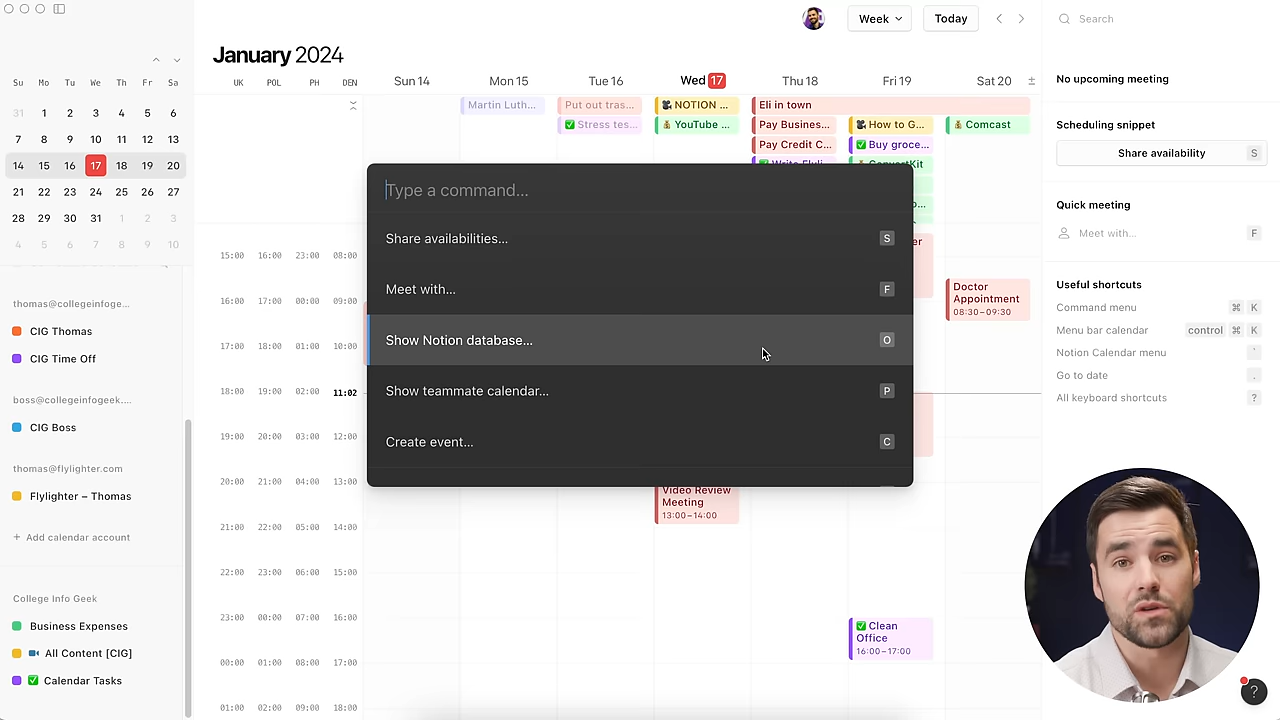 Week
Today
Search
January 2024
UK POL PH DEN
Sun 14 Mon 15 Tue 16 Wed 17 Thu 18 Fri 19 Sat 20 ±
Su Mo Tu We Th Fr Sa
31 1 2 3 4 5 6
7 8 9 10 11 12 13
14 15 16 17 18 19 20
21 22 23 24 25 26 27
28 29 30 31 1 2 3
4 5 6 7 8 9 10
thomas@collegeinfoge...
CIG Thomas
CIG Time Off
boss@collegeinfogeek....
CIG Boss
thomas@flylighter.com
Flylighter – Thomas
+ Add calendar account
College Info Geek
Business Expenses
All Content [CIG]
Calendar Tasks
Martin Luth...
Put out tras...
Stress tes...
NOTION ...
YouTube ...
Eli in town
Pay Busines...
Pay Credit C...
How to G...
Buy groce...
Comcast
15:00 16:00 23:00 08:00
16:00 17:00 00:00 09:00
17:00 18:00 01:00 10:00
18:00 19:00 02:00 11:02
19:00 20:00 03:00 12:00
20:00 21:00 04:00 13:00
21:00 22:00 05:00 14:00
22:00 23:00 06:00 15:00
23:00 00:00 07:00 16:00
00:00 01:00 08:00 17:00
01:00 02:00 09:00 18:00
Type a command...
Share availabilities... S
Meet with... F
Show Notion database... O
Show teammate calendar... P
Create event... C
Doctor
Appointment
08:30–09:30
Video Review
Meeting
13:00–14:00
Clean
Office
16:00–17:00
No upcoming meeting
Scheduling snippet
Share availability S
Quick meeting
Meet with... F
Useful shortcuts
Command menu ⌘ K
Menu bar calendar control ⌘ K
Notion Calendar menu `
Go to date .
All keyboard shortcuts ?
?